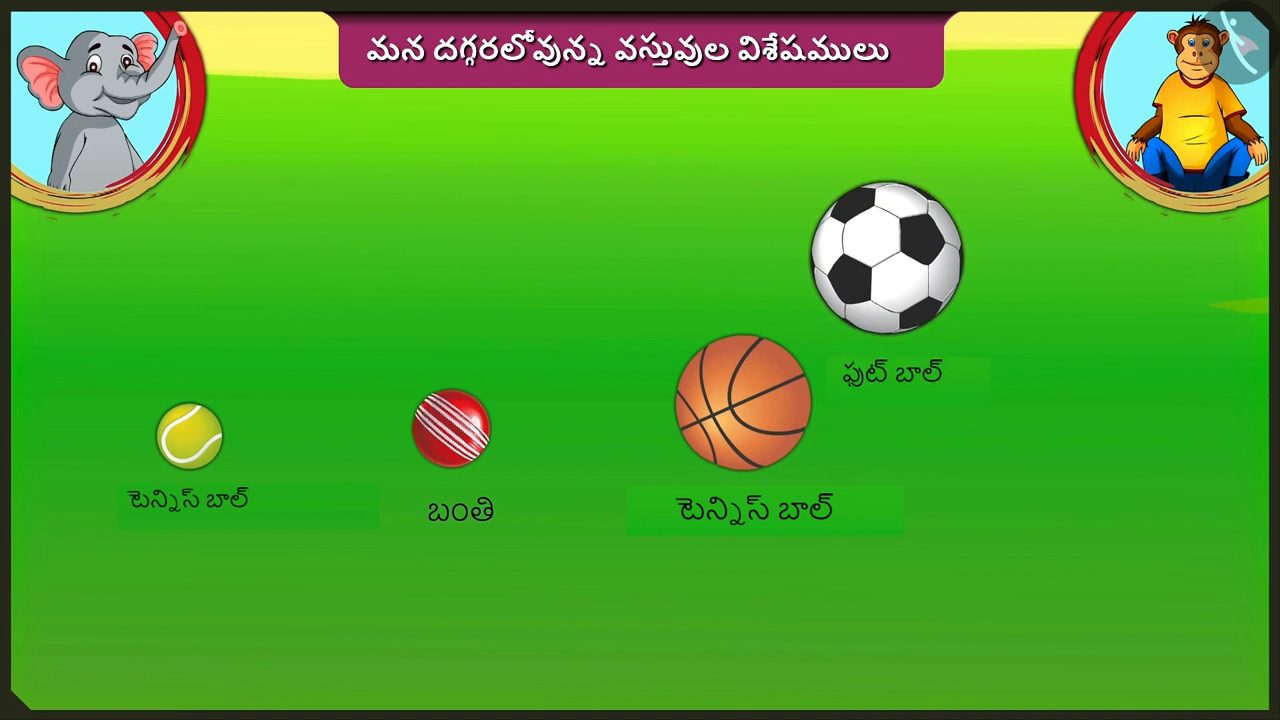 మన దగ్గరలోవున్న వస్తువుల విశేషములు
ఫుట్ బాల్
టెన్నిస్ బాల్
బంతి
టెన్నిస్ బాల్